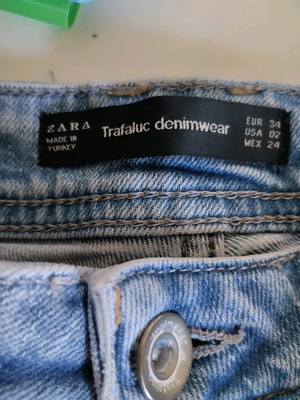 ZARA
MADE IN
TURKEY
Trafaluc denimwear
EUR 34
USA 02
MEX 24